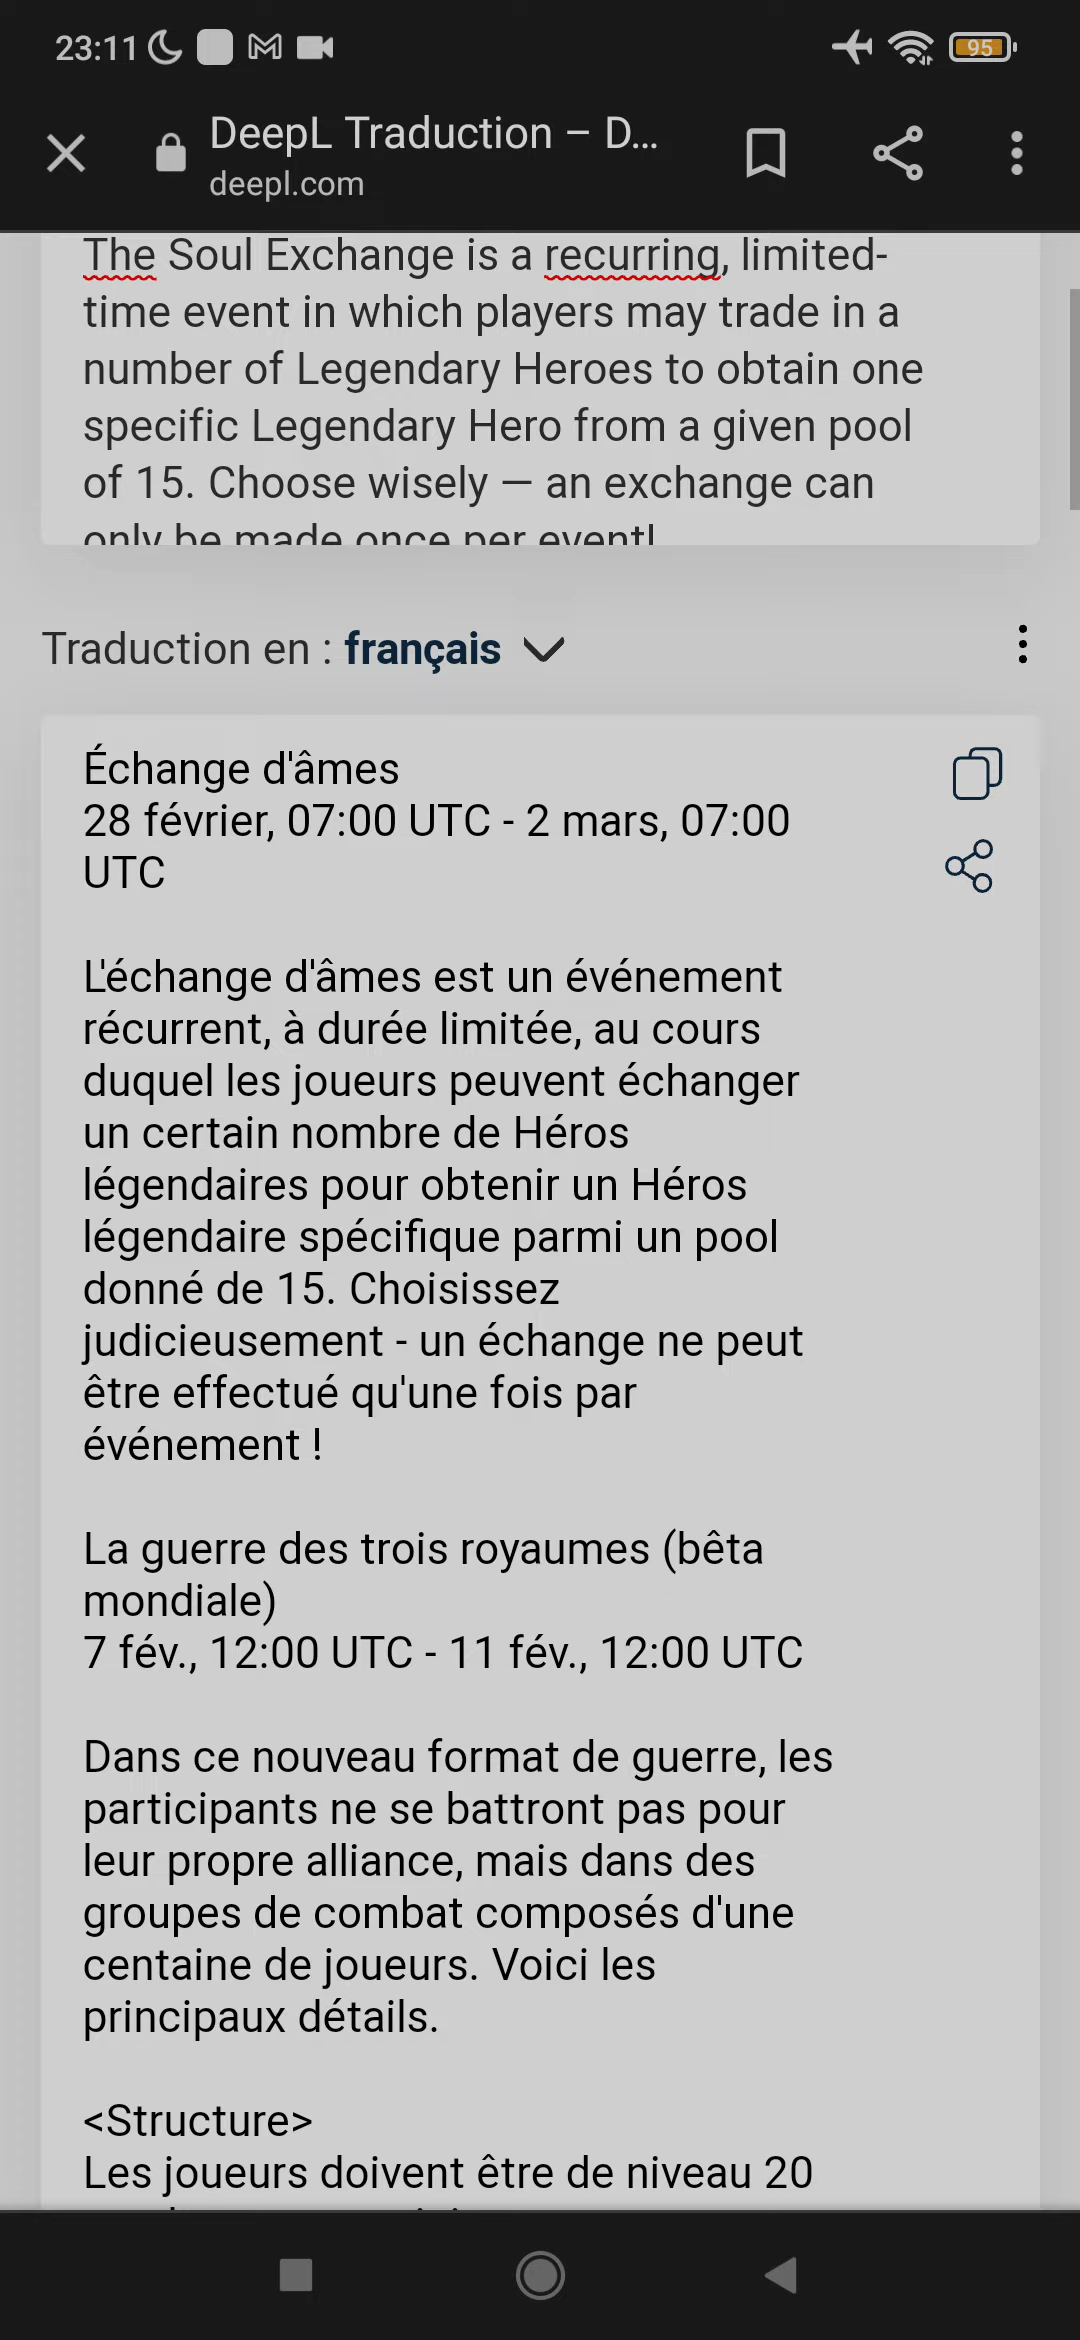 23:11
95
DeepL Traduction – D...
deepl.com
The Soul Exchange is a recurring, limited-
time event in which players may trade in a
number of Legendary Heroes to obtain one
specific Legendary Hero from a given pool
of 15. Choose wisely — an exchange can
only be made once per event!
Traduction en : français
Échange d'âmes
28 février, 07:00 UTC - 2 mars, 07:00
UTC
L'échange d'âmes est un événement
récurrent, à durée limitée, au cours
duquel les joueurs peuvent échanger
un certain nombre de Héros
légendaires pour obtenir un Héros
légendaire spécifique parmi un pool
donné de 15. Choisissez
judicieusement - un échange ne peut
être effectué qu'une fois par
événement !
La guerre des trois royaumes (bêta
mondiale)
7 fév., 12:00 UTC - 11 fév., 12:00 UTC
Dans ce nouveau format de guerre, les
participants ne se battront pas pour
leur propre alliance, mais dans des
groupes de combat composés d'une
centaine de joueurs. Voici les
principaux détails.
<Structure>
Les joueurs doivent être de niveau 20